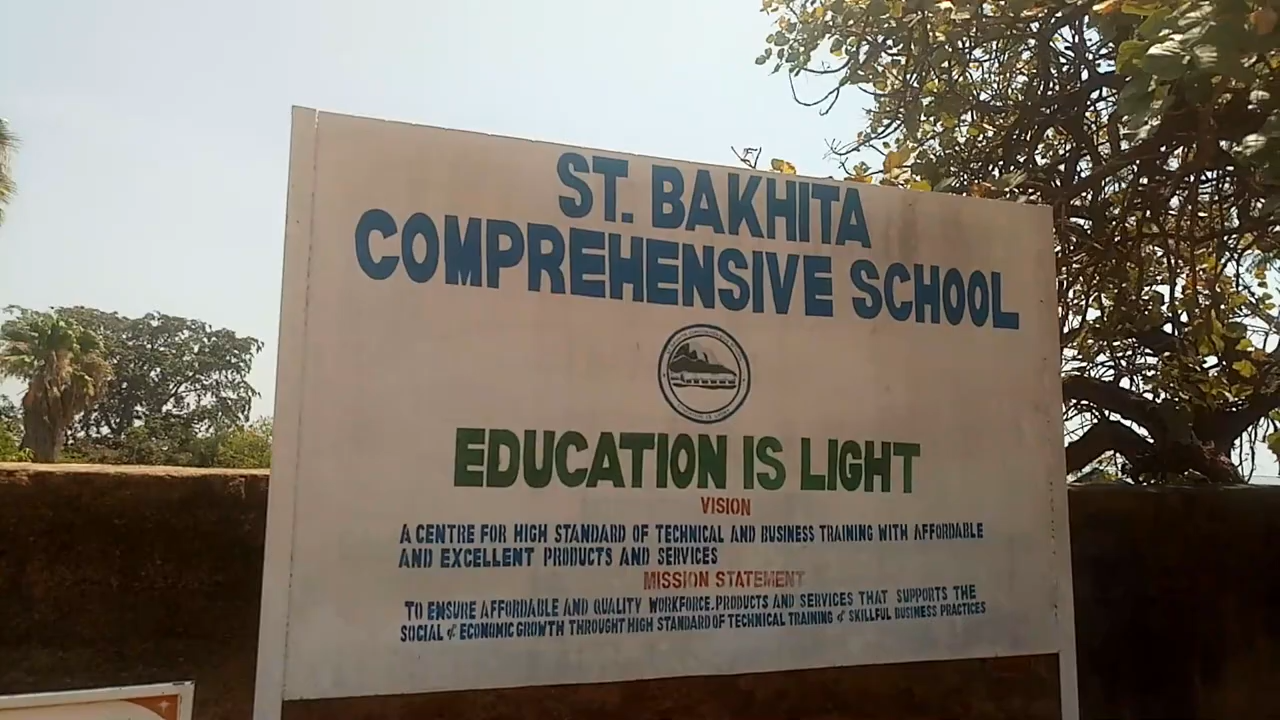 ST. BAKHITA
COMPREHENSIVE SCHOOL
EDUCATION IS LIGHT
VISION
A CENTRE FOR HIGH STANDARD OF TECHNICAL AND BUSINESS TRAINING WITH AFFORDABLE
AND EXCELLENT PRODUCTS AND SERVICES
MISSION STATEMENT
TO ENSURE AFFORDABLE AND QUALITY WORKFORCE, PRODUCTS AND SERVICES THAT SUPPORTS THE
SOCIAL & ECONOMIC GROWTH THROUGHT HIGH STANDARD OF TECHNICAL TRAINING & SKILLFUL BUSINESS PRACTICES